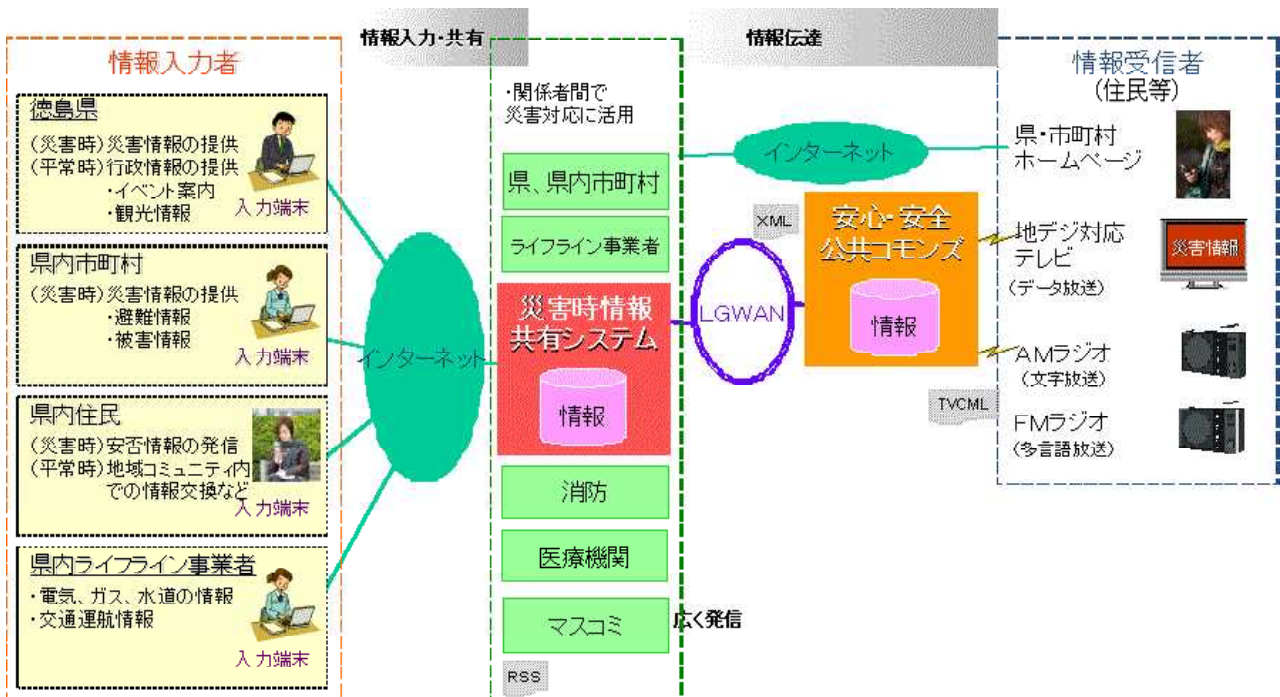 情報入力・共有
情報伝達
情報入力者
徳島県
(災害時)災害情報の提供
(平常時)行政情報の提供
・イベント案内
・観光情報
入力端末
県内市町村
(災害時)災害情報の提供
・避難情報
・被害情報
入力端末
県内住民
(災害時)安否情報の発信
(平常時)地域コミュニティ内
での情報交換など
入力端末
県内ライフライン事業者
・電気、ガス、水道の情報
・交通運航情報
入力端末
インターネット
・関係者間で
災害対応に活用
県、県内市町村
ライフライン事業者
災害時情報
共有システム
情報
消防
医療機関
マスコミ
RSS
広く発信
インターネット
XML
LGWAN
安心・安全
公共コモンズ
情報
TVCML
情報受信者
(住民等)
県・市町村
ホームページ
地デジ対応
テレビ
(データ放送)
災害情報
AMラジオ
(文字放送)
FMラジオ
(多言語放送)